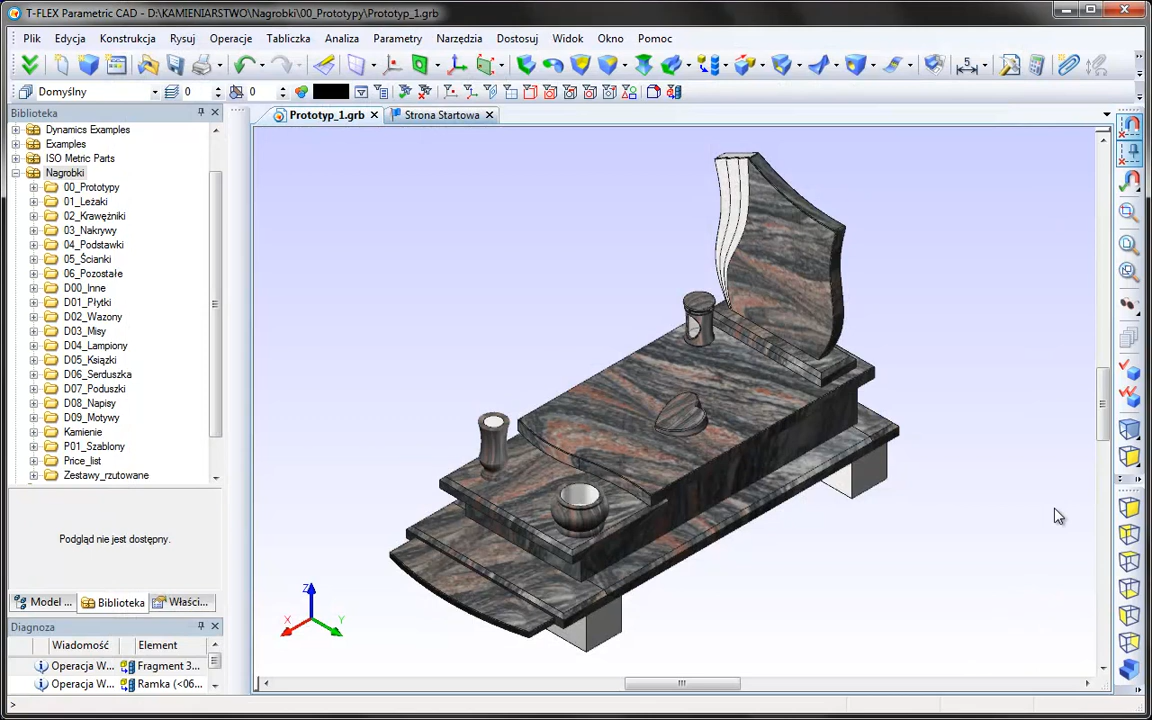 T-FLEX Parametric CAD - D:\KAMIENIARSTWO\Nagrobki\00_Prototypy\Prototyp_1.grb
Plik Edycja Konstrukcja Rysuj Operacje Tabliczka Analiza Parametry Narzędzia Dostosuj Widok Okno Pomoc
5
Domyślny 0 0
Biblioteka
Prototyp_1.grb Strona Startowa
Dynamics Examples
Examples
ISO Metric Parts
Nagrobki
00_Prototypy
01_Leżaki
02_Krawężniki
03_Nakrywy
04_Podstawki
05_Ścianki
06_Pozostałe
D00_Inne
D01_Płytki
D02_Wazony
D03_Misy
D04_Lampiony
D05_Ksiązki
D06_Serduszka
D07_Poduszki
D08_Napisy
D09_Motywy
Kamienie
P01_Szablony
Price_list
Zestawy_rzutowane
Podgląd nie jest dostępny.
Model ... Biblioteka Właści...
Diagnoza
Wiadomość Element
Operacja W... Fragment 3...
Operacja W... Ramka (<06...
Z
X
Y
>